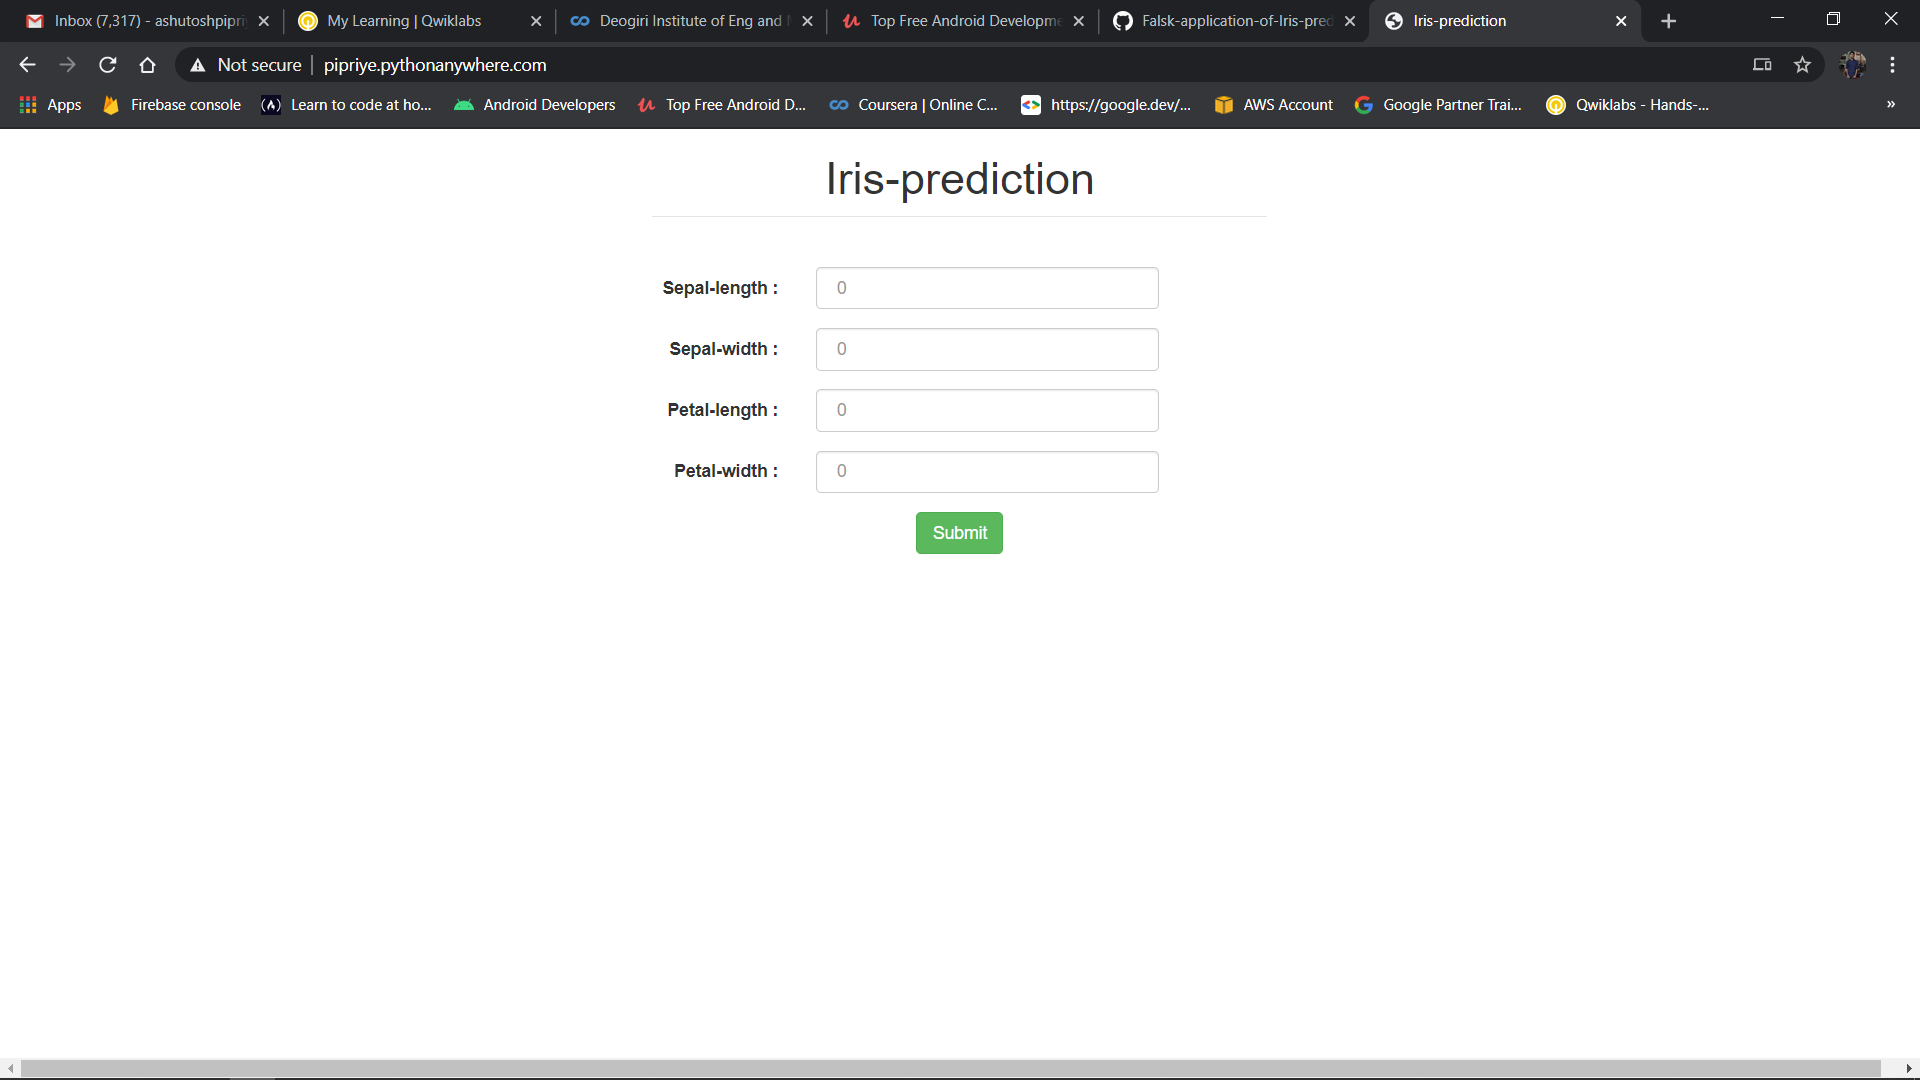 Inbox (7,317) - ashutoshpipri
My Learning | Qwiklabs
Deogiri Institute of Eng and
Top Free Android Developme
Falsk-application-of-Iris-pred
Iris-prediction
Not secure
pipriye.pythonanywhere.com
Apps
Firebase console
Learn to code at ho...
Android Developers
Top Free Android D...
Coursera | Online C...
https://google.dev/...
AWS Account
Google Partner Trai...
Qwiklabs - Hands-...
»
Iris-prediction
Sepal-length :
0
Sepal-width :
0
Petal-length :
0
Petal-width :
0
Submit